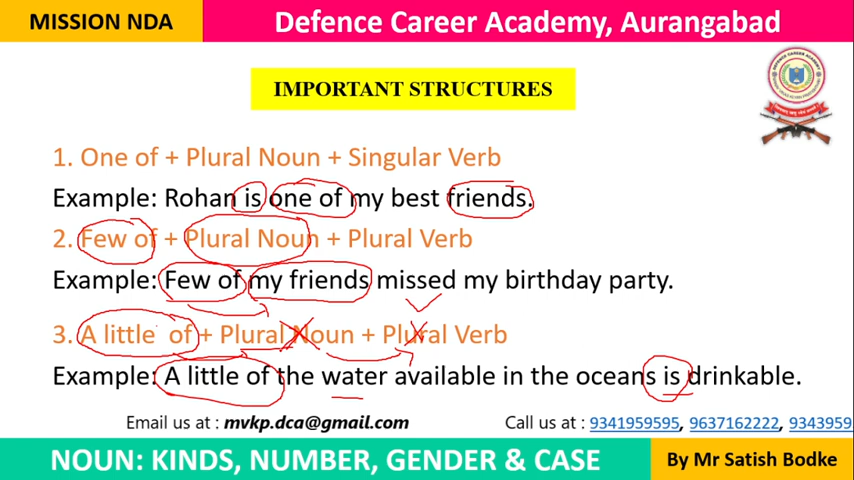 MISSION NDA
Defence Career Academy, Aurangabad
IMPORTANT STRUCTURES
1. One of + Plural Noun + Singular Verb
Example: Rohan is one of my best friends.
2. Few of + Plural Noun + Plural Verb
Example: Few of my friends missed my birthday party.
3. A little of + Plural Noun + Plural Verb
Example: A little of the water available in the oceans is drinkable.
Email us at : mvkp.dca@gmail.com
Call us at : 9341959595, 9637162222, 9343959
NOUN: KINDS, NUMBER, GENDER & CASE
By Mr Satish Bodke